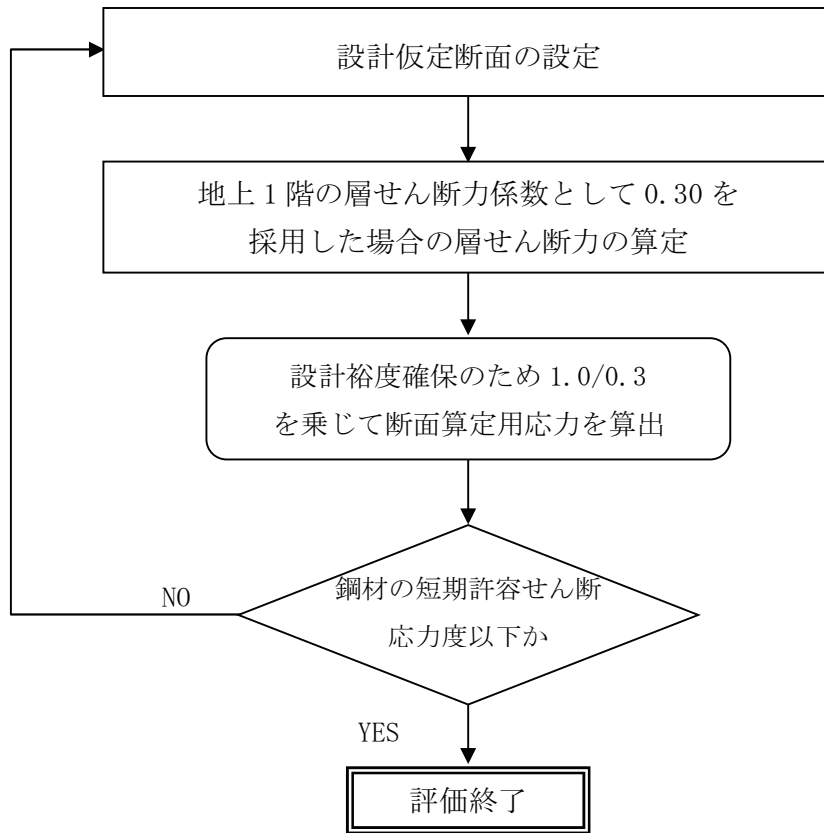 設計仮定断面の設定
地上1階の層せん断力係数として0.30を
採用した場合の層せん断力の算定
設計裕度確保のため1.0/0.3
を乗じて断面算定用応力を算出
鋼材の短期許容せん断
応力度以下か
NO
YES
評価終了